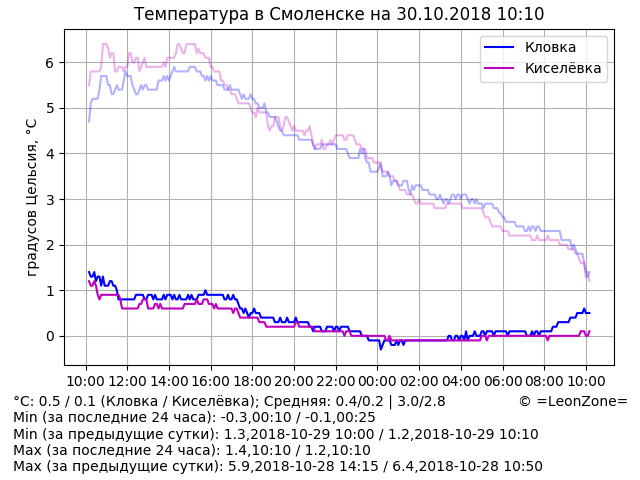 Температура в Смоленске на 30.10.2018 10:10
Кловка
Киселёвка
градусов Цельсия, °C
6
5
4
3
2
1
0
10:00 12:00 14:00 16:00 18:00 20:00 22:00 00:00 02:00 04:00 06:00 08:00 10:00
°C: 0.5 / 0.1 (Кловка / Киселёвка); Средняя: 0.4/0.2 | 3.0/2.8 © =LeonZone=
Min (за последние 24 часа): -0.3,00:10 / -0.1,00:25
Min (за предыдущие сутки): 1.3,2018-10-29 10:00 / 1.2,2018-10-29 10:10
Max (за последние 24 часа): 1.4,10:10 / 1.2,10:10
Max (за предыдущие сутки): 5.9,2018-10-28 14:15 / 6.4,2018-10-28 10:50